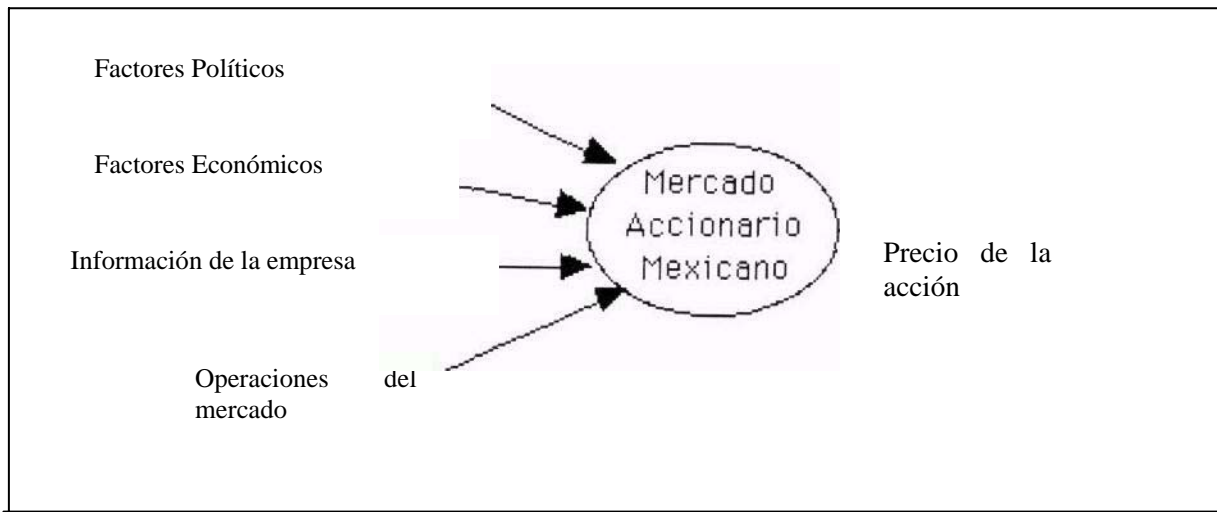 Factores Políticos
Factores Económicos
Información de la empresa
Operaciones del
mercado
Mercado
Accionario
Mexicano
Precio de la
acción